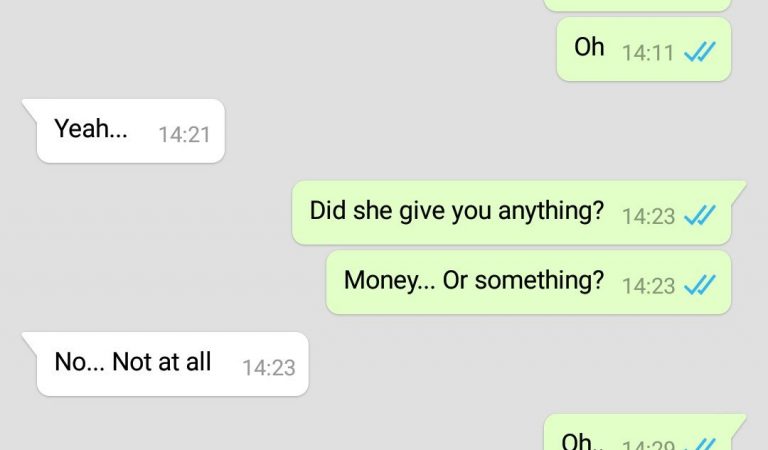 Oh 14:11
Yeah... 14:21
Did she give you anything? 14:23
Money... Or something? 14:23
No... Not at all 14:23
Oh.. 14:29